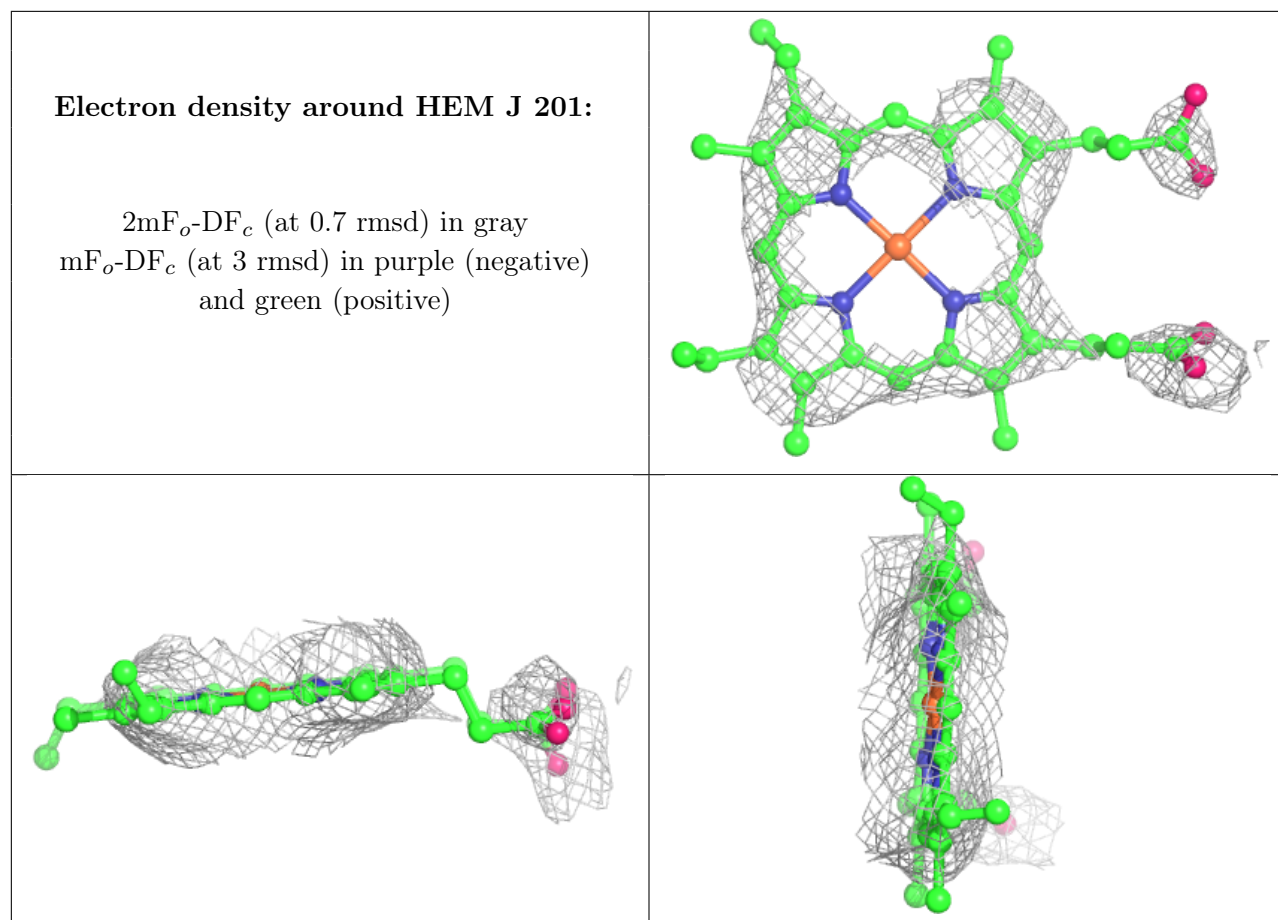 Electron density around HEM J 201:
2mFo-DFc (at 0.7 rmsd) in gray
mFo-DFc (at 3 rmsd) in purple (negative)
and green (positive)